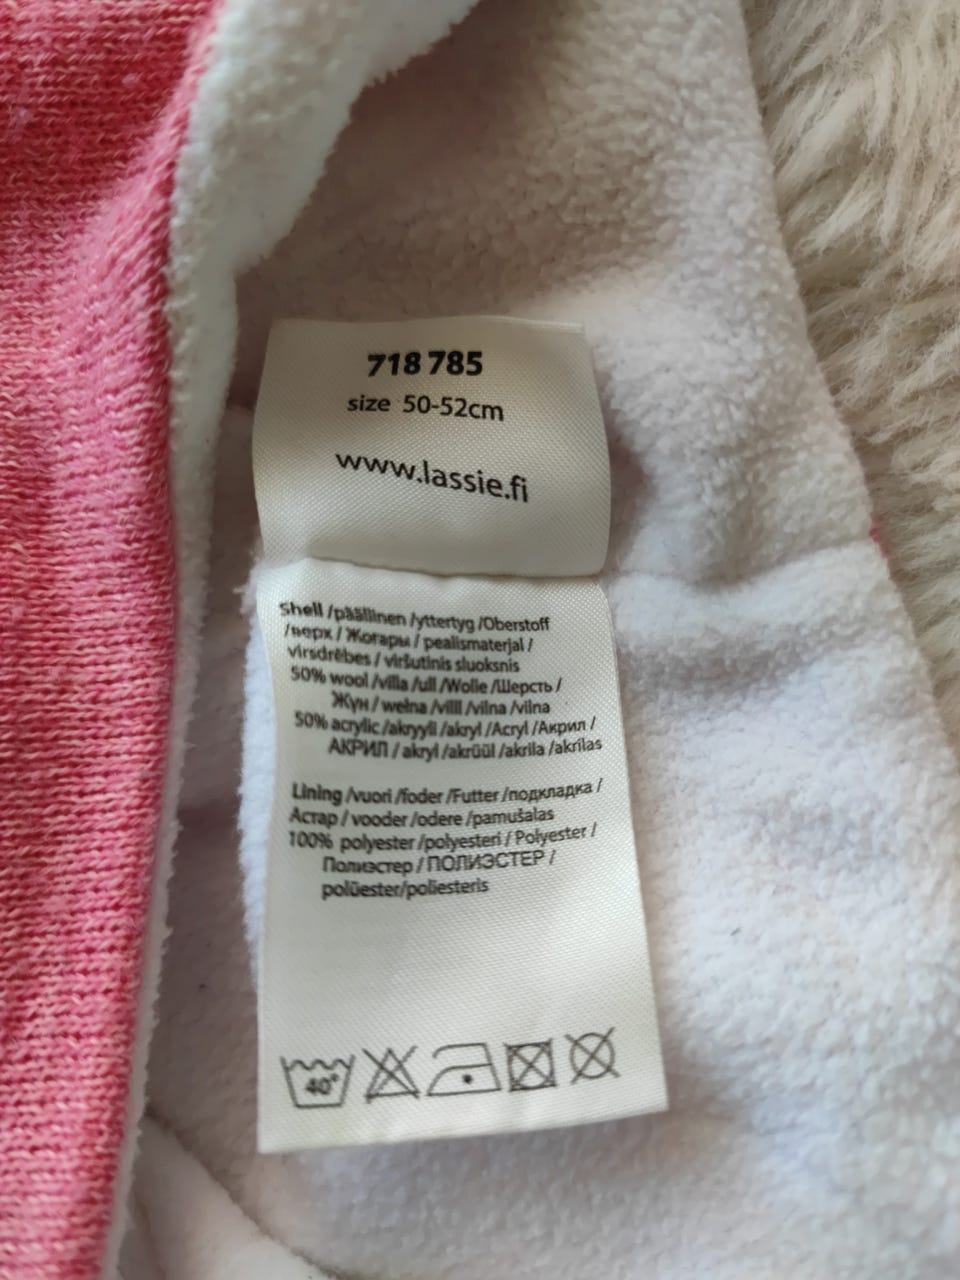 718 785
size 50-52cm
www.lassie.fi
Shell /päällinen /yttertyg /Oberstoff
/верх / Жоғары / pealismaterjal /
virsdrēbes / viršutinis sluoksnis
50% wool /villa /ull /Wolle /Шерсть /
Жүн / wełna /villl /vilna /vilna
50% acrylic /akryyli /akryl /Acryl /Акрил /
АКРИЛ / akryl /akrüül /akrila /akrilas
Lining /vuori /foder /Futter /подкладка /
Астар / vooder /odere /pamušalas
100% polyester /polyesteri / Polyester /
Полиэстер / ПОЛИЭСТЕР /
polüester/poliesteris
40°